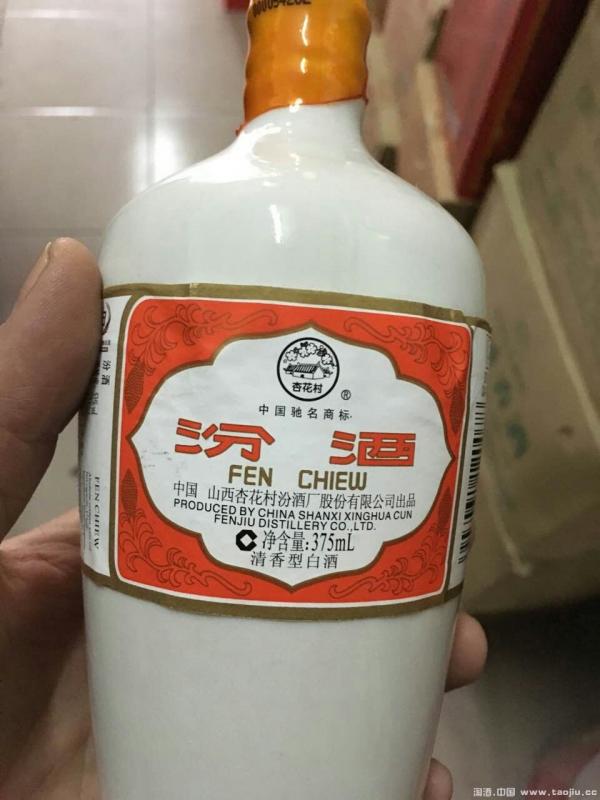 杏花村
®
中国驰名商标
汾 酒
FEN CHIEW
中国 山西杏花村汾酒厂股份有限公司出品
PRODUCED BY CHINA SHANXI XINGHUA CUN
FENJIU DISTILLERY CO., LTD.
净含量:375mL
清香型白酒
汾酒
FEN CHIEW
淘酒.中国 www.taojiu.cc